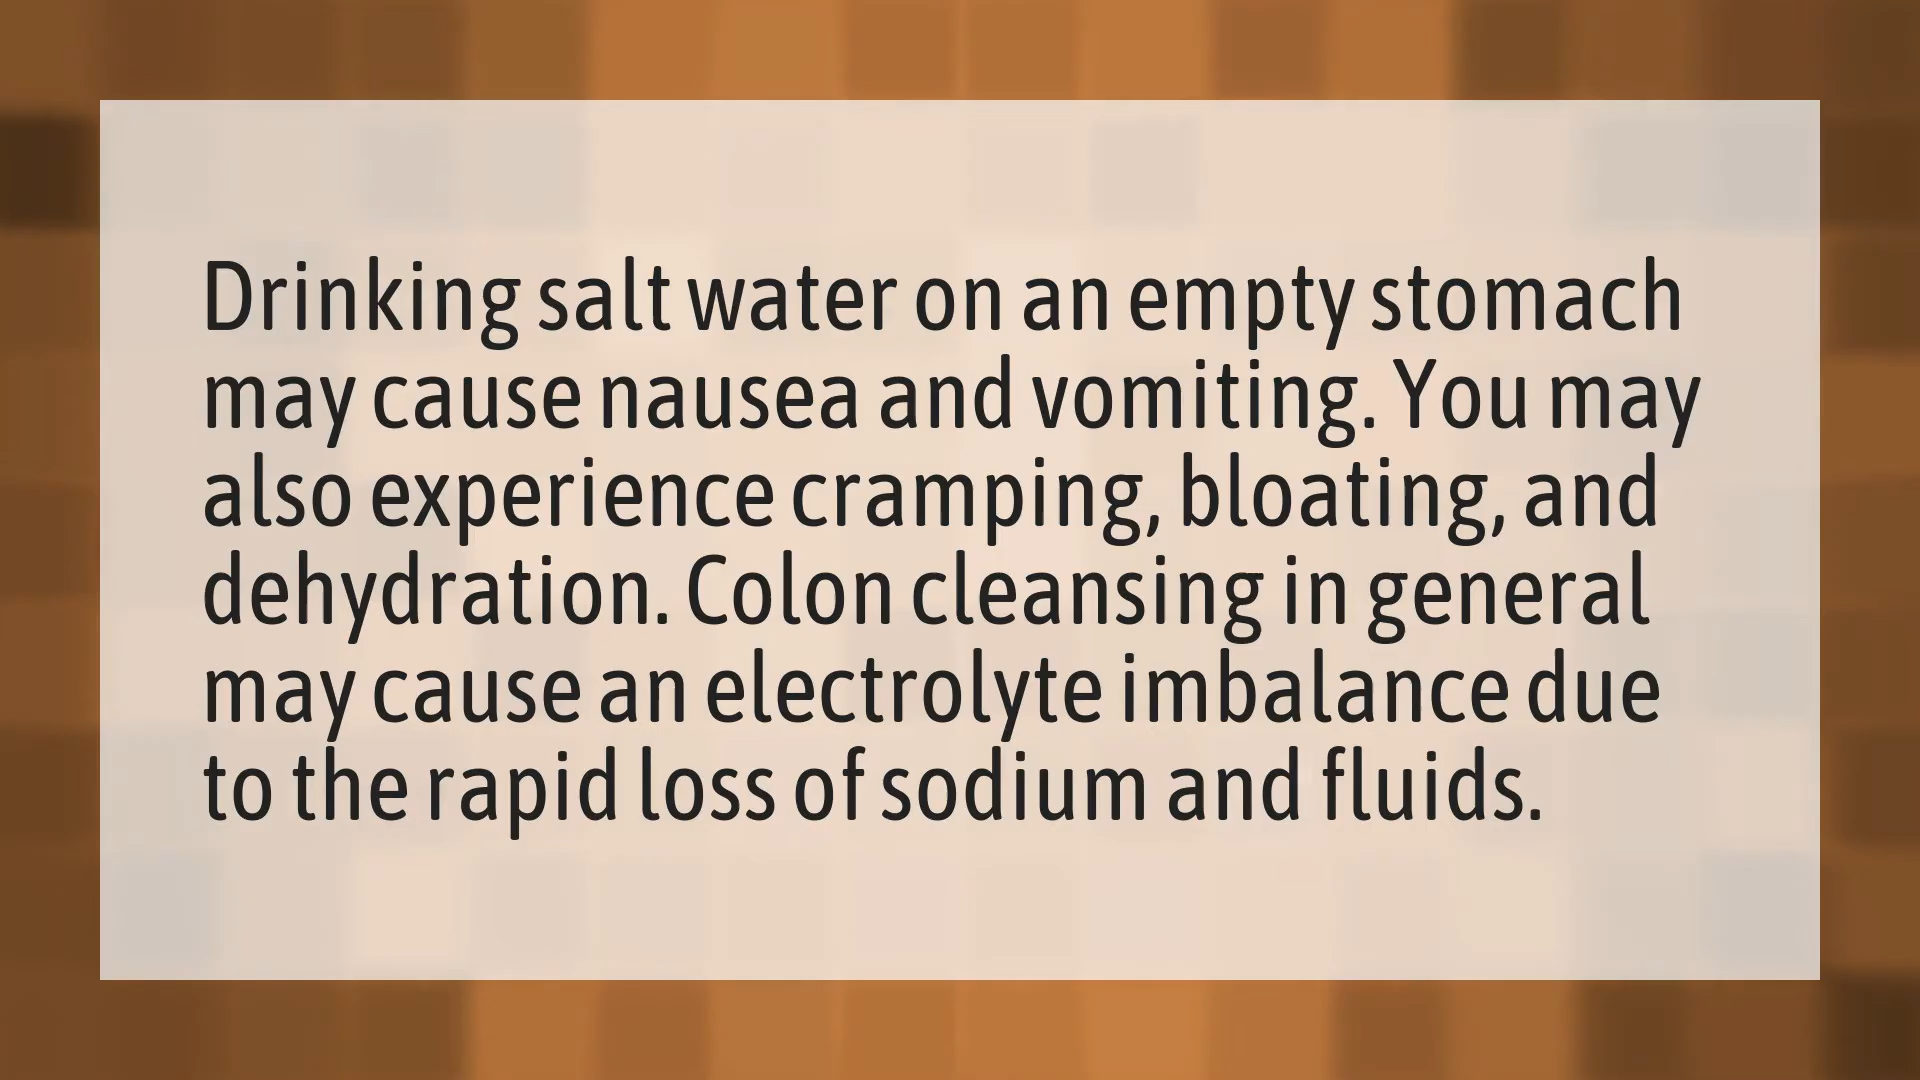 Drinking salt water on an empty stomach
may cause nausea and vomiting. You may
also experience cramping, bloating, and
dehydration. Colon cleansing in general
may cause an electrolyte imbalance due
to the rapid loss of sodium and fluids.